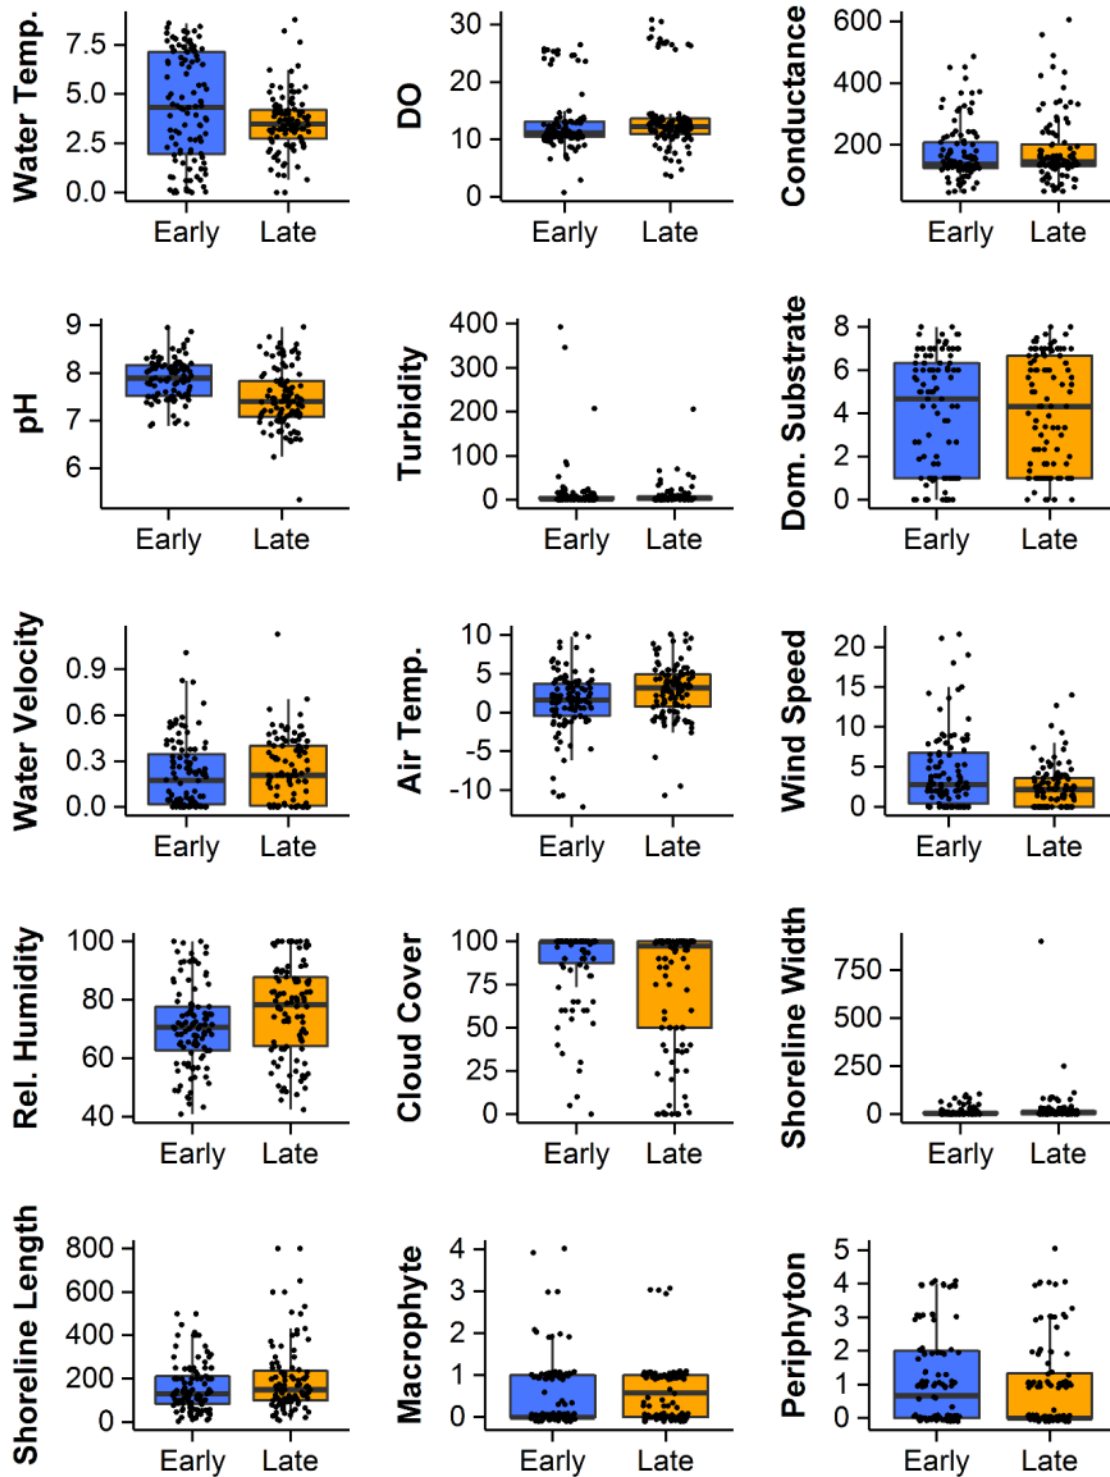 Water Temp.
7.5
5.0
2.5
0.0
Early Late
DO
30
20
10
0
Early Late
Conductance
600
400
200
Early Late
pH
9
8
7
6
Early Late
Turbidity
400
300
200
100
0
Early Late
Dom. Substrate
8
6
4
2
0
Early Late
Water Velocity
0.9
0.6
0.3
0.0
Early Late
Air Temp.
10
5
0
-5
-10
Early Late
Wind Speed
20
15
10
5
0
Early Late
Rel. Humidity
100
80
60
40
Early Late
Cloud Cover
100
75
50
25
0
Early Late
Shoreline Width
750
500
250
0
Early Late
Shoreline Length
800
600
400
200
0
Early Late
Macrophyte
4
3
2
1
0
Early Late
Periphyton
5
4
3
2
1
0
Early Late